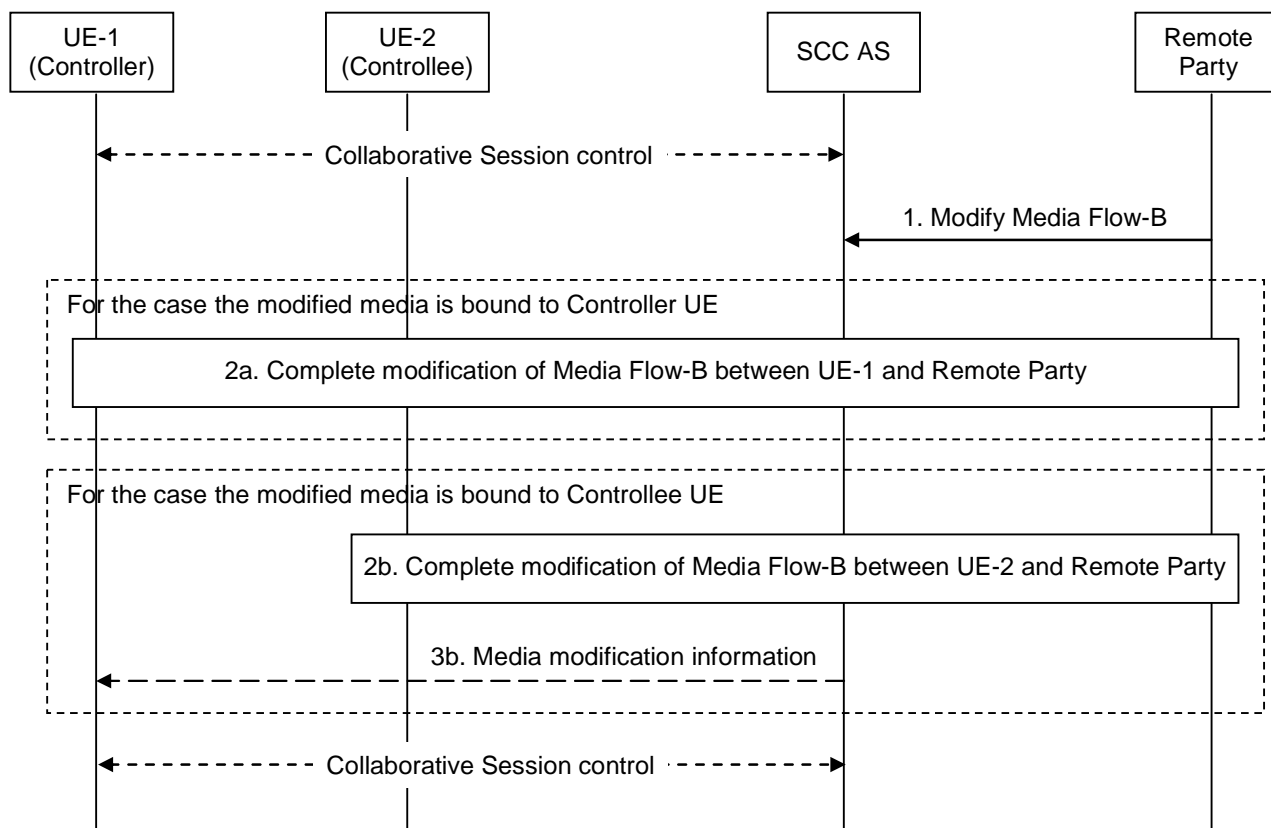 UE-1
(Controller)
UE-2
(Controllee)
SCC AS
Remote
Party
Collaborative Session control
1. Modify Media Flow-B
For the case the modified media is bound to Controller UE
2a. Complete modification of Media Flow-B between UE-1 and Remote Party
For the case the modified media is bound to Controllee UE
2b. Complete modification of Media Flow-B between UE-2 and Remote Party
3b. Media modification information
Collaborative Session control